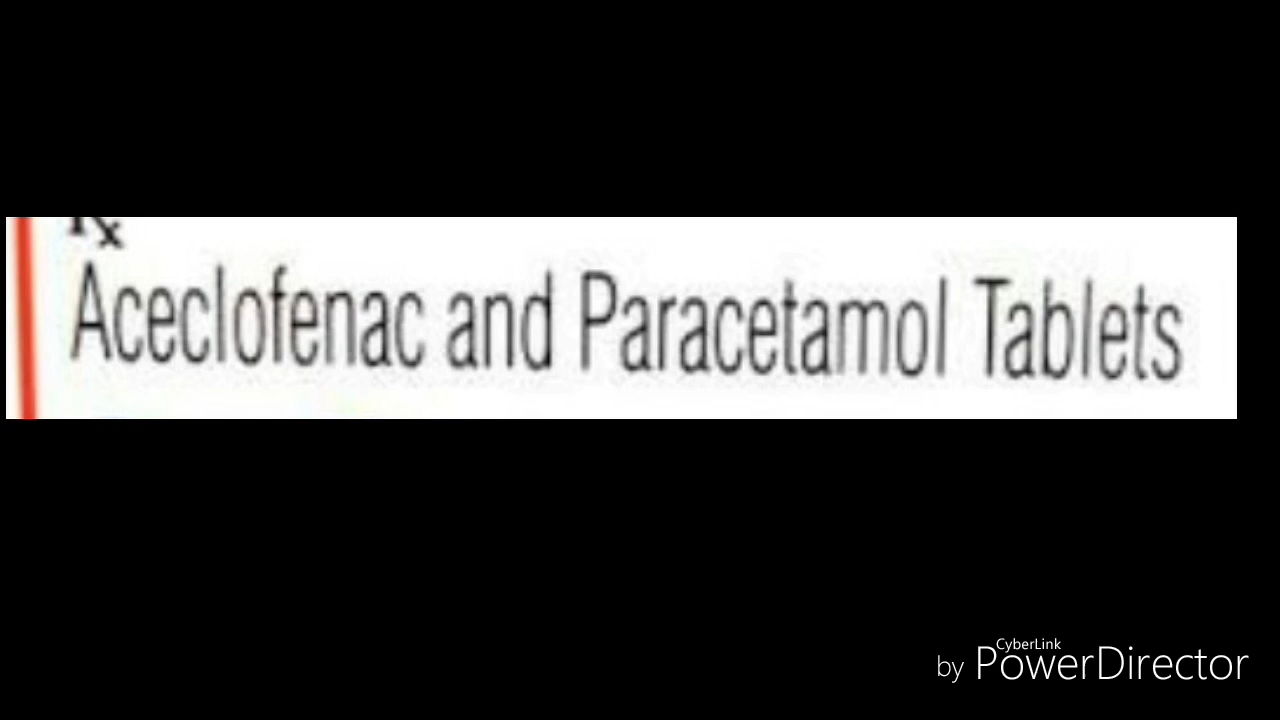 Rx
Aceclofenac and Paracetamol Tablets
CyberLink
by PowerDirector